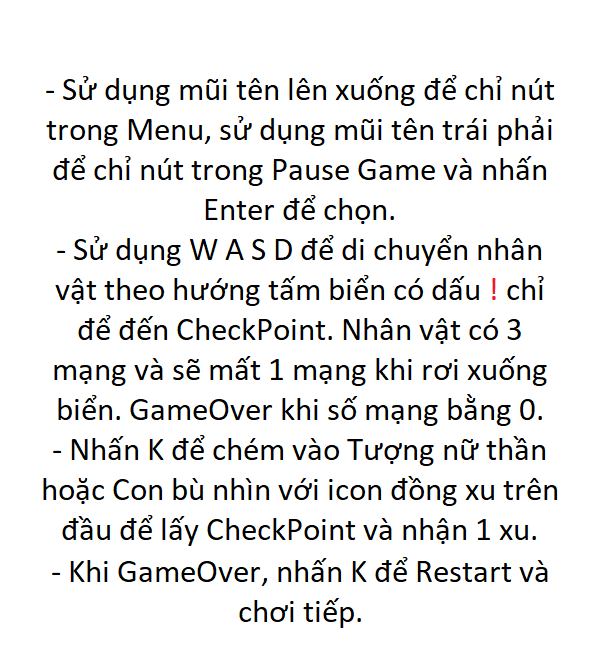 - Sử dụng mũi tên lên xuống để chỉ nút
trong Menu, sử dụng mũi tên trái phải
để chỉ nút trong Pause Game và nhấn
Enter để chọn.
- Sử dụng W A S D để di chuyển nhân
vật theo hướng tấm biển có dấu ! chỉ
để đến CheckPoint. Nhân vật có 3
mạng và sẽ mất 1 mạng khi rơi xuống
biển. GameOver khi số mạng bằng 0.
- Nhấn K để chém vào Tượng nữ thần
hoặc Con bù nhìn với icon đồng xu trên
đầu để lấy CheckPoint và nhận 1 xu.
- Khi GameOver, nhấn K để Restart và
chơi tiếp.